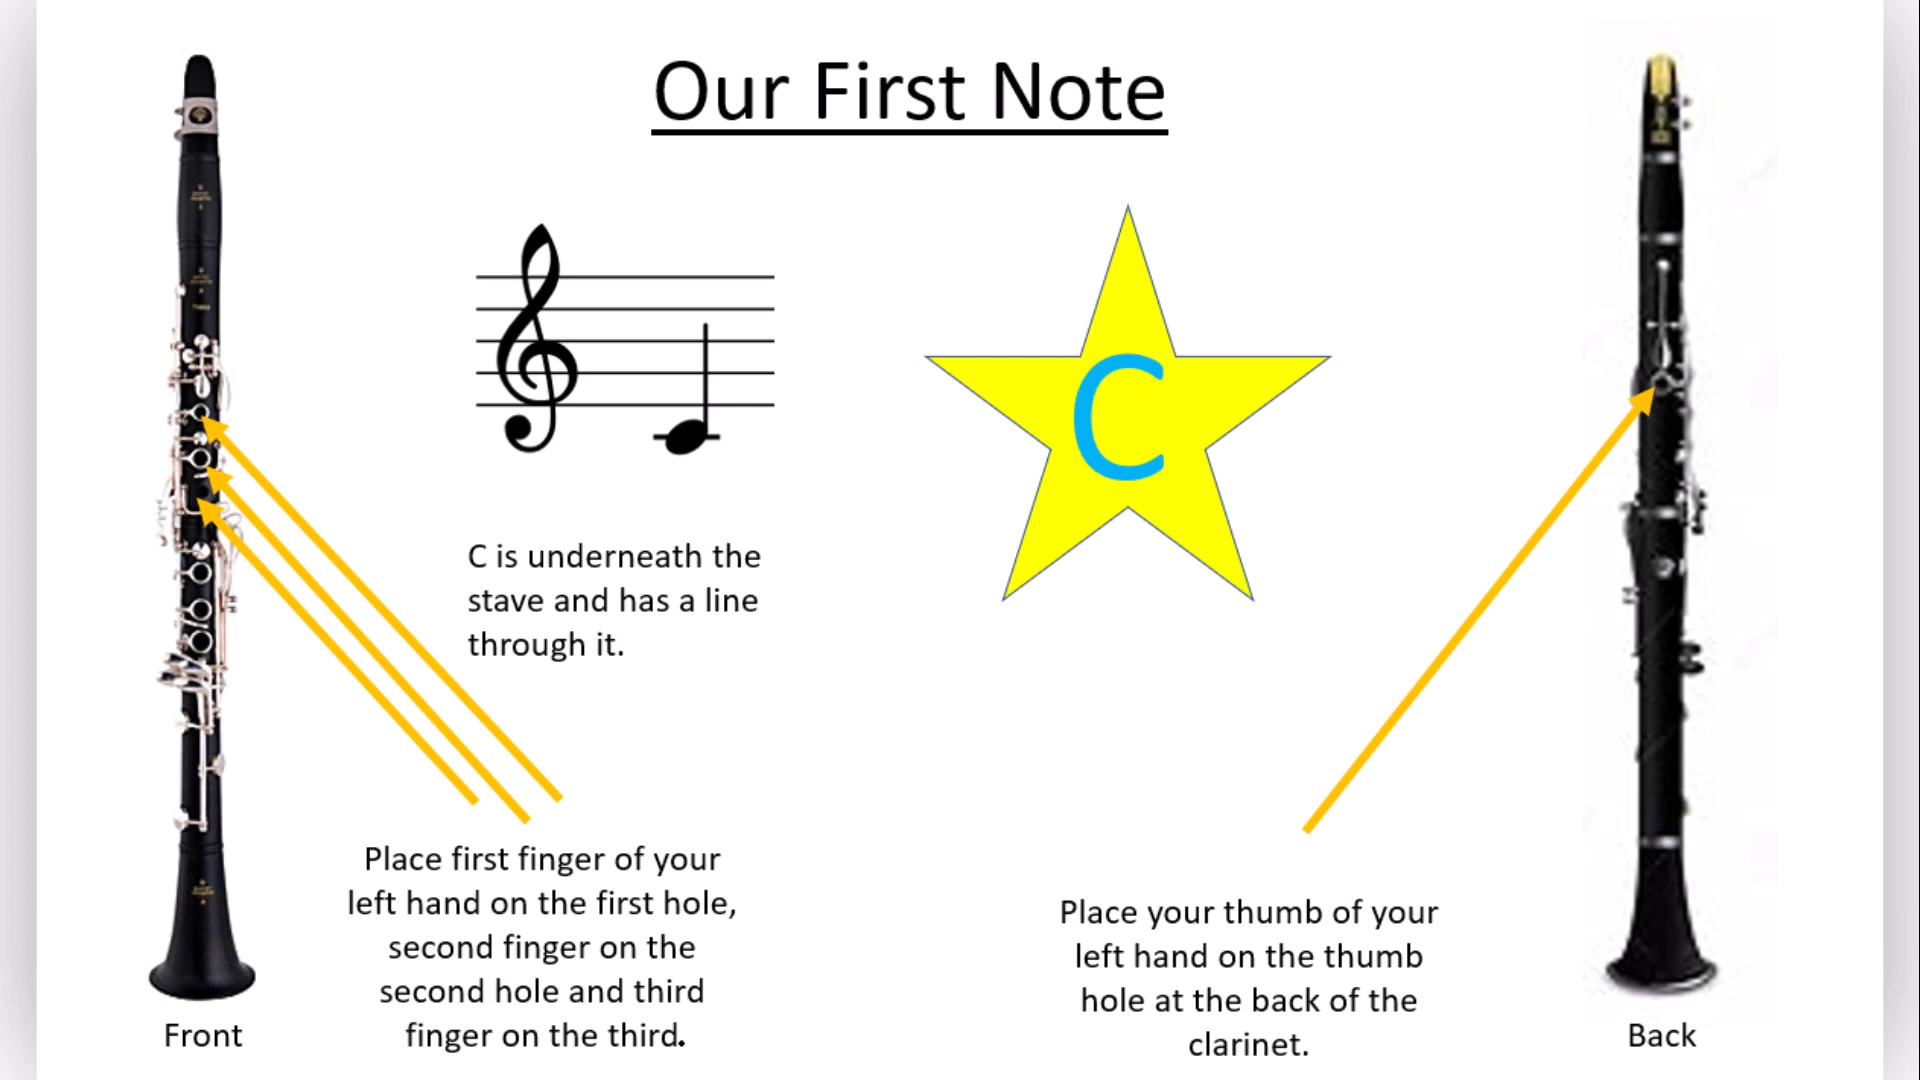 Our First Note
C
C is underneath the
stave and has a line
through it.
Place first finger of your
left hand on the first hole,
second finger on the
second hole and third
finger on the third.
Place your thumb of your
left hand on the thumb
hole at the back of the
clarinet.
Front
Back